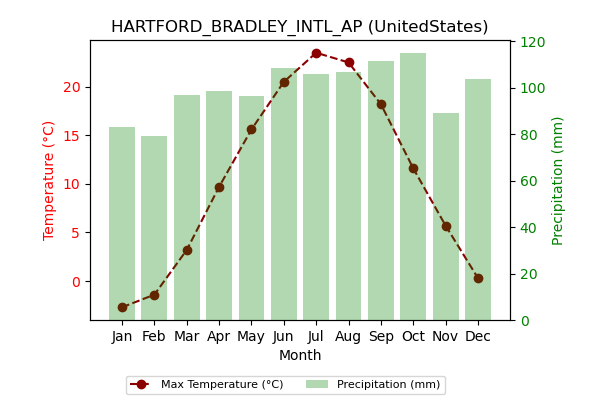 HARTFORD_BRADLEY_INTL_AP (UnitedStates)
Temperature (°C)
20
15
10
5
0
Precipitation (mm)
120
100
80
60
40
20
0
Jan Feb Mar Apr May Jun Jul Aug Sep Oct Nov Dec
Month
Max Temperature (°C) Precipitation (mm)